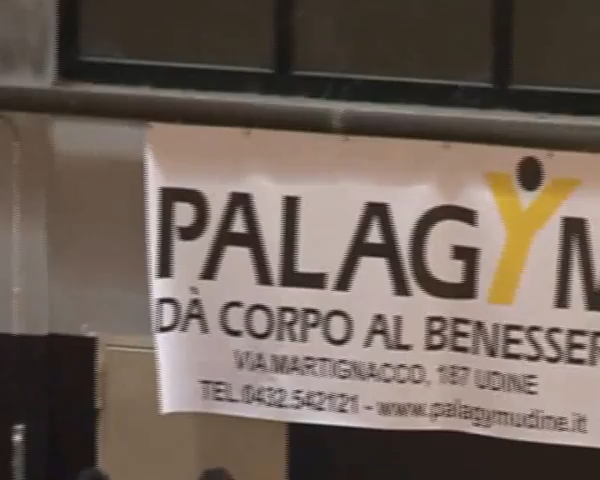 PALAGYM
DÀ CORPO AL BENESSER
VIA MARTIGNACCO, 187 UDINE
TEL.0432.542121 - www.palagymudine.it